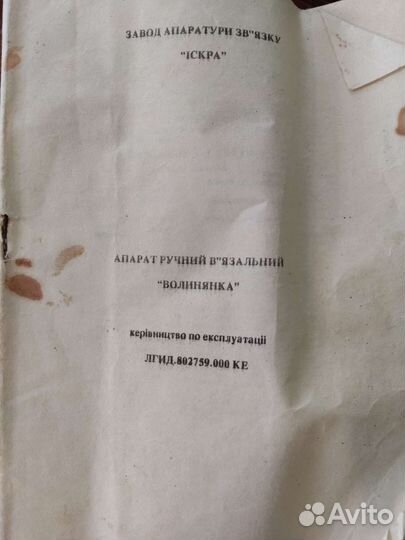 ЗАВОД АПАРАТУРИ ЗВ"ЯЗКУ
"ІСКРА"
АПАРАТ РУЧНИЙ В"ЯЗАЛЬНИЙ
"ВОЛИНЯНКА"
керівництво по експлуатації
ЛГИД.802759.000 КЕ
Avito